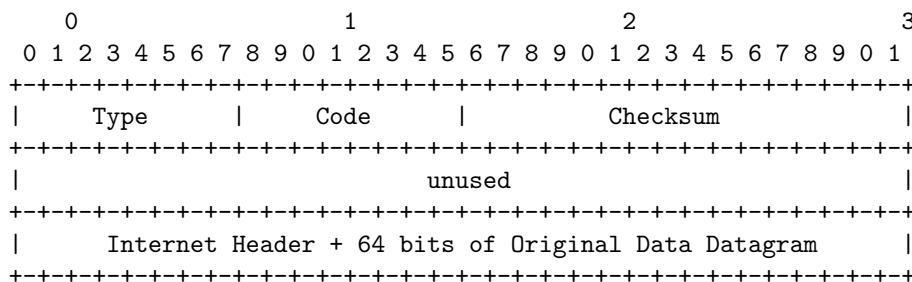 0 1 2 3
0 1 2 3 4 5 6 7 8 9 0 1 2 3 4 5 6 7 8 9 0 1 2 3 4 5 6 7 8 9 0 1
+-+-+-+-+-+-+-+-+-+-+-+-+-+-+-+-+-+-+-+-+-+-+-+-+-+-+-+-+-+-+-+-+
| Type | Code | Checksum |
+-+-+-+-+-+-+-+-+-+-+-+-+-+-+-+-+-+-+-+-+-+-+-+-+-+-+-+-+-+-+-+-+
| unused |
+-+-+-+-+-+-+-+-+-+-+-+-+-+-+-+-+-+-+-+-+-+-+-+-+-+-+-+-+-+-+-+-+
| Internet Header + 64 bits of Original Data Datagram |
+-+-+-+-+-+-+-+-+-+-+-+-+-+-+-+-+-+-+-+-+-+-+-+-+-+-+-+-+-+-+-+-+